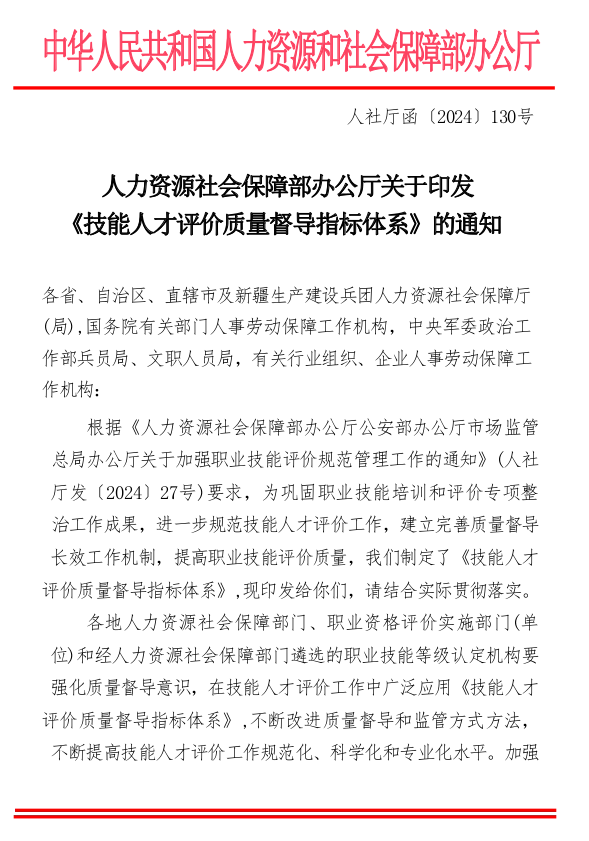 中华人民共和国人力资源和社会保障部办公厅
人社厅函〔2024〕130号
人力资源社会保障部办公厅关于印发
《技能人才评价质量督导指标体系》的通知
各省、自治区、直辖市及新疆生产建设兵团人力资源社会保障厅
(局),国务院有关部门人事劳动保障工作机构，中央军委政治工
作部兵员局、文职人员局，有关行业组织、企业人事劳动保障工
作机构：
根据《人力资源社会保障部办公厅公安部办公厅市场监管
总局办公厅关于加强职业技能评价规范管理工作的通知》(人社
厅发〔2024〕27号)要求，为巩固职业技能培训和评价专项整
治工作成果，进一步规范技能人才评价工作，建立完善质量督导
长效工作机制，提高职业技能评价质量，我们制定了《技能人才
评价质量督导指标体系》,现印发给你们，请结合实际贯彻落实。
各地人力资源社会保障部门、职业资格评价实施部门(单
位)和经人力资源社会保障部门遴选的职业技能等级认定机构要
强化质量督导意识，在技能人才评价工作中广泛应用《技能人才
评价质量督导指标体系》,不断改进质量督导和监管方式方法，
不断提高技能人才评价工作规范化、科学化和专业化水平。加强